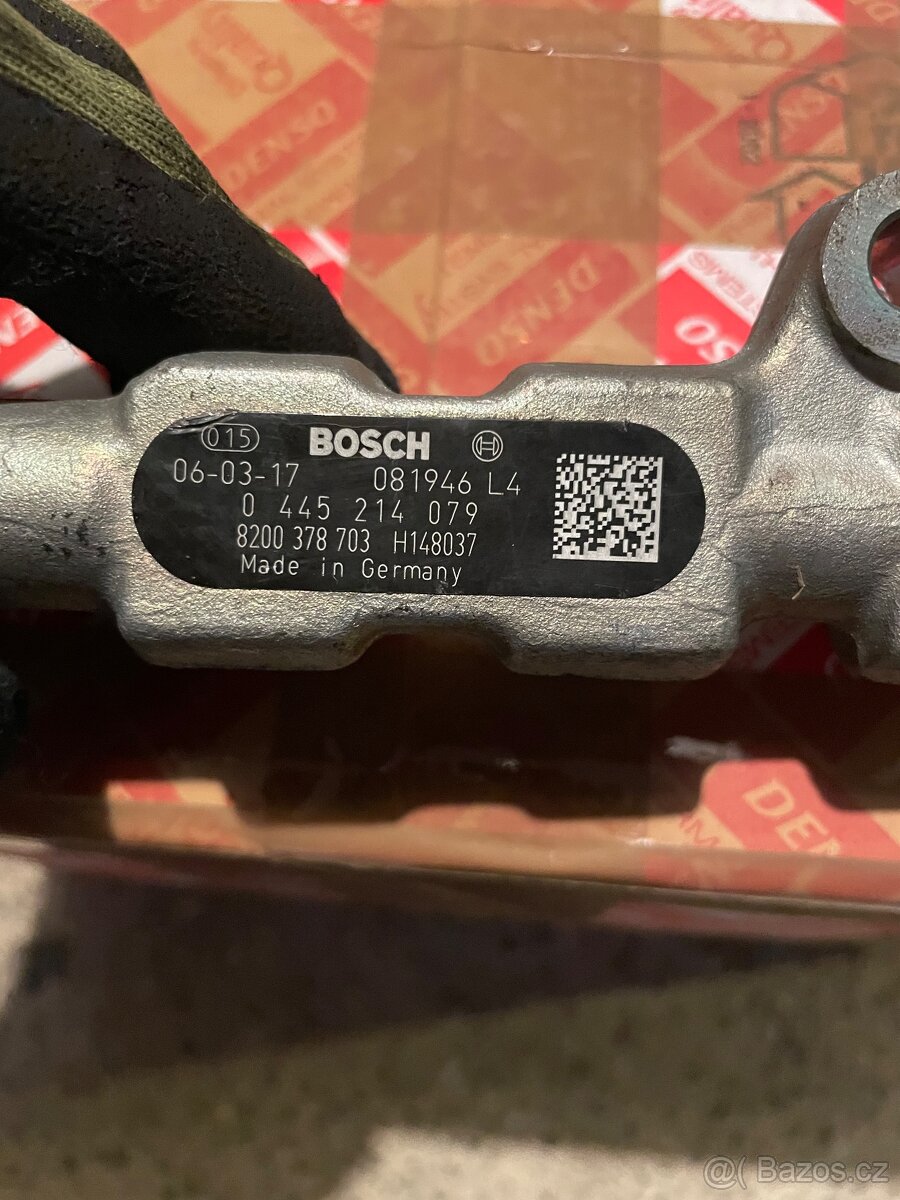 DENSO
DENSO
DENSO
015 BOSCH
06-03-17 081946 L4
0 445 214 079
8200 378 703 H148037
Made in Germany
@( Bazos.cz